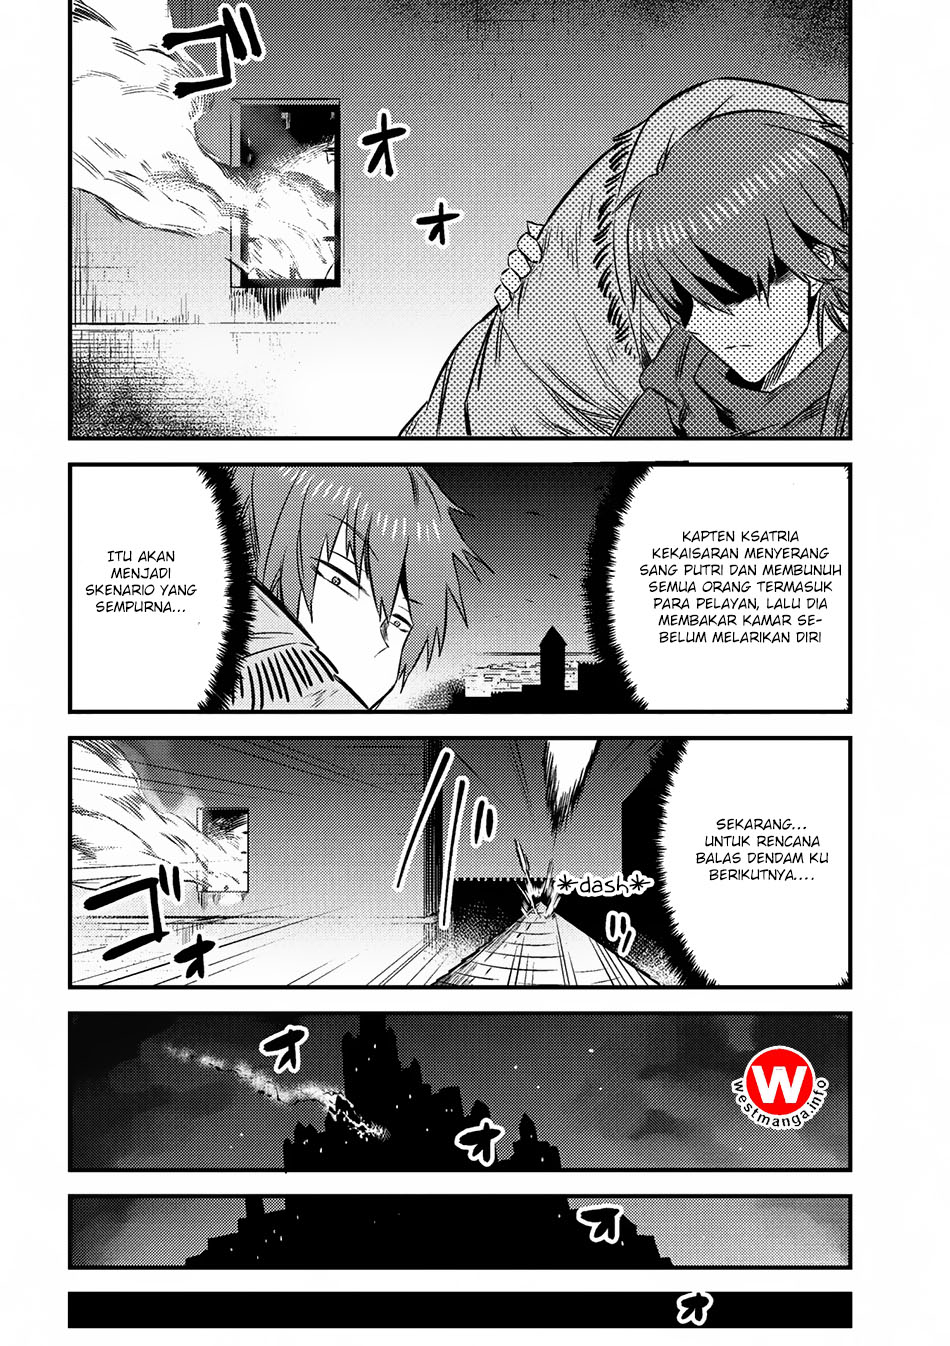 ゴオオ
KAPTEN KSATRIA
KEKAISARAN MENYERANG
SANG PUTRI DAN MEMBUNUH
SEMUA ORANG TERMASUK
PARA PELAYAN, LALU DIA
MEMBAKAR KAMAR SE-
BELUM MELARIKAN DIRI
ITU AKAN
MENJADI
SKENARIO YANG
SEMPURNA...
SEKARANG...
UNTUK RENCANA
BALAS DENDAM KU
BERIKUTNYA....
*dash*
ゴオオ
オ
オ
W
westmanga.info
オ
オ